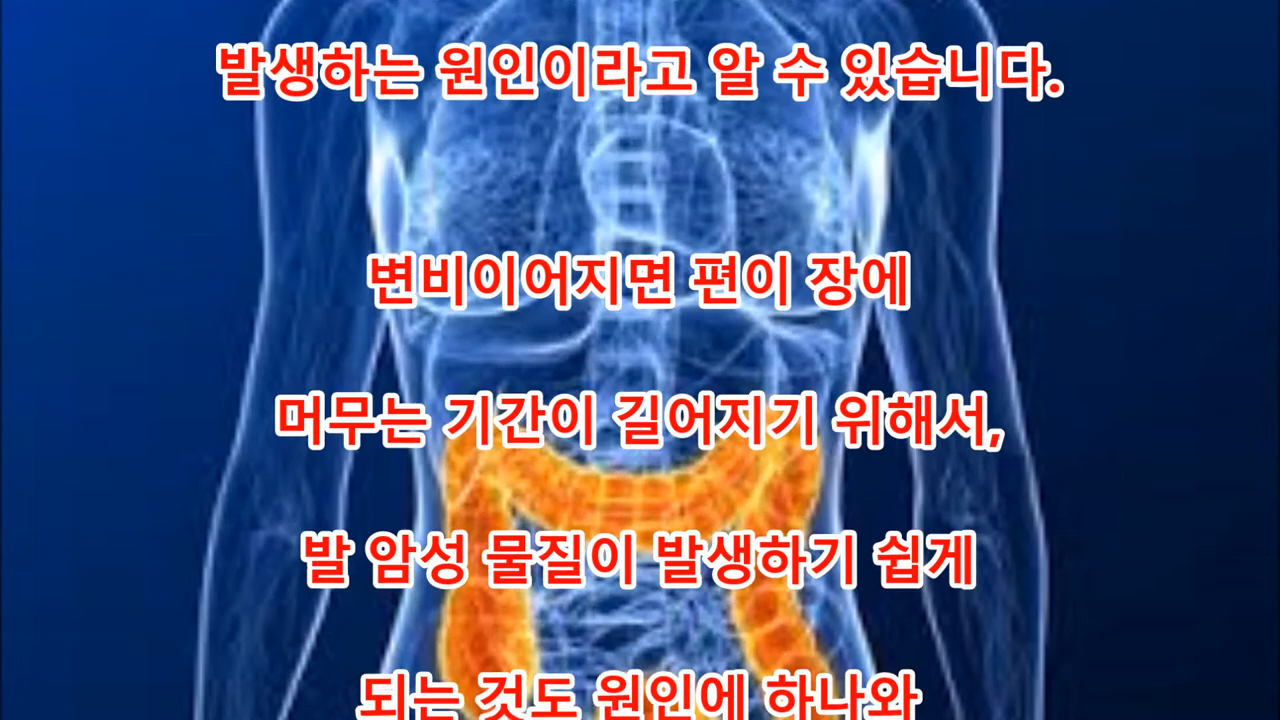 발생하는 원인이라고 알 수 있습니다.
변비이어지면 편이 장에
머무는 기간이 길어지기 위해서,
발 암성 물질이 발생하기 쉽게
되는 것도 원인에 하나와